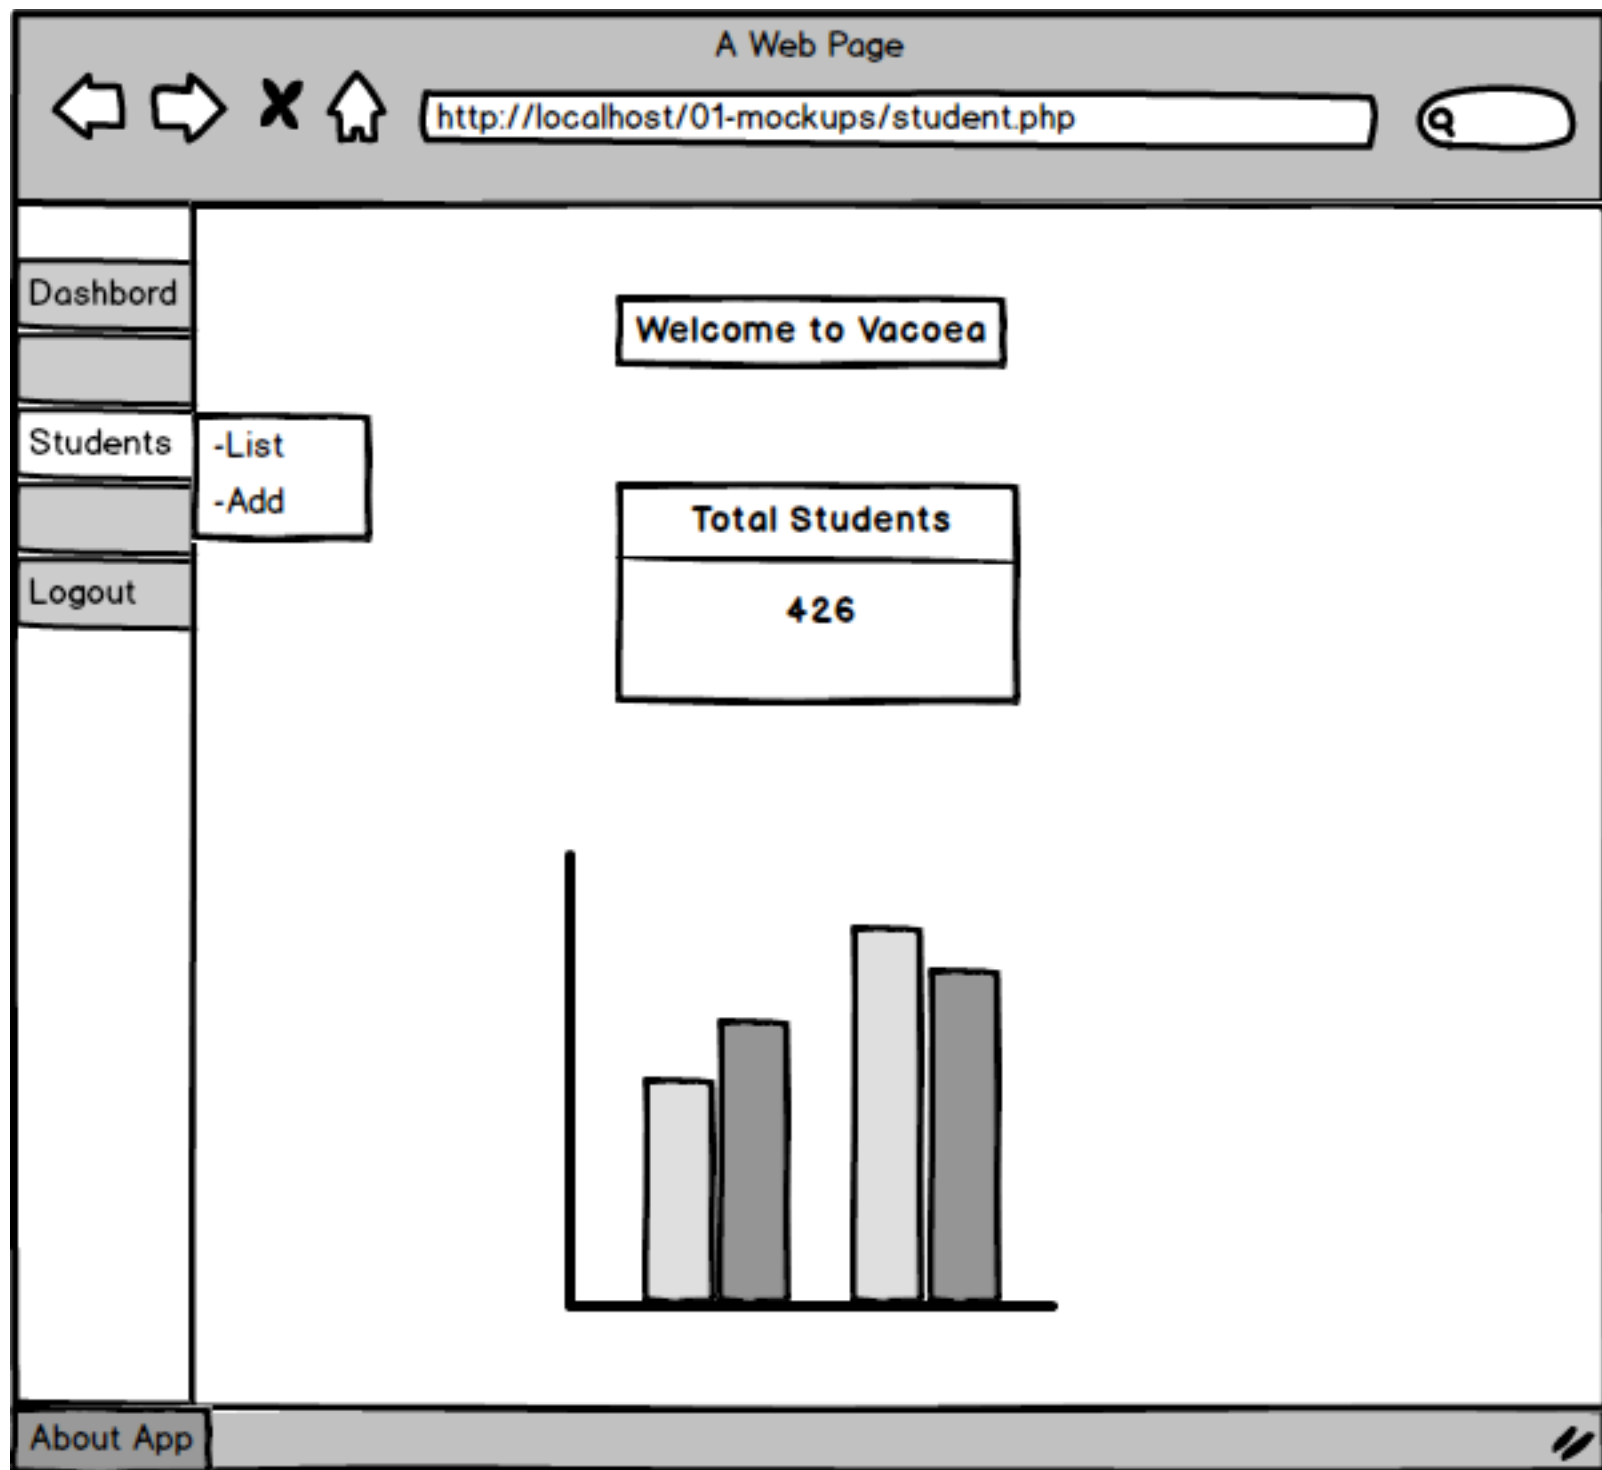 A Web Page
http://localhost/01-mockups/student.php
Dashbord
Students
-List
-Add
Logout
Welcome to Vacoea
Total Students
426
About App